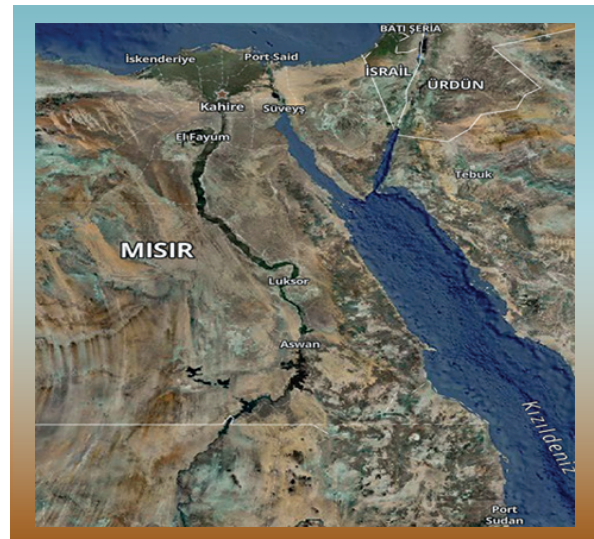 BATI ŞERİA
İskenderiye
Port Said
İSRAİL
ÜRDÜN
Kahire
Süveyş
El Fayum
Tebuk
MISIR
Luksor
Aswan
Kızıldeniz
Port
Sudan